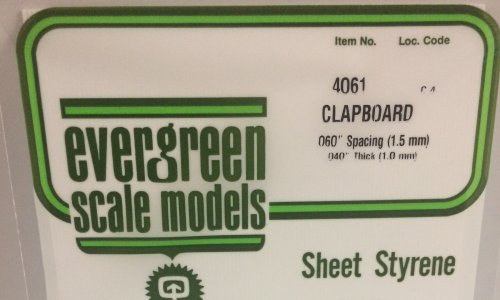 Item No. Loc. Code
4061
CLAPBOARD
.060" Spacing (1.5 mm)
.040" Thick (1.0 mm)
evergreen
scale models
Sheet Styrene